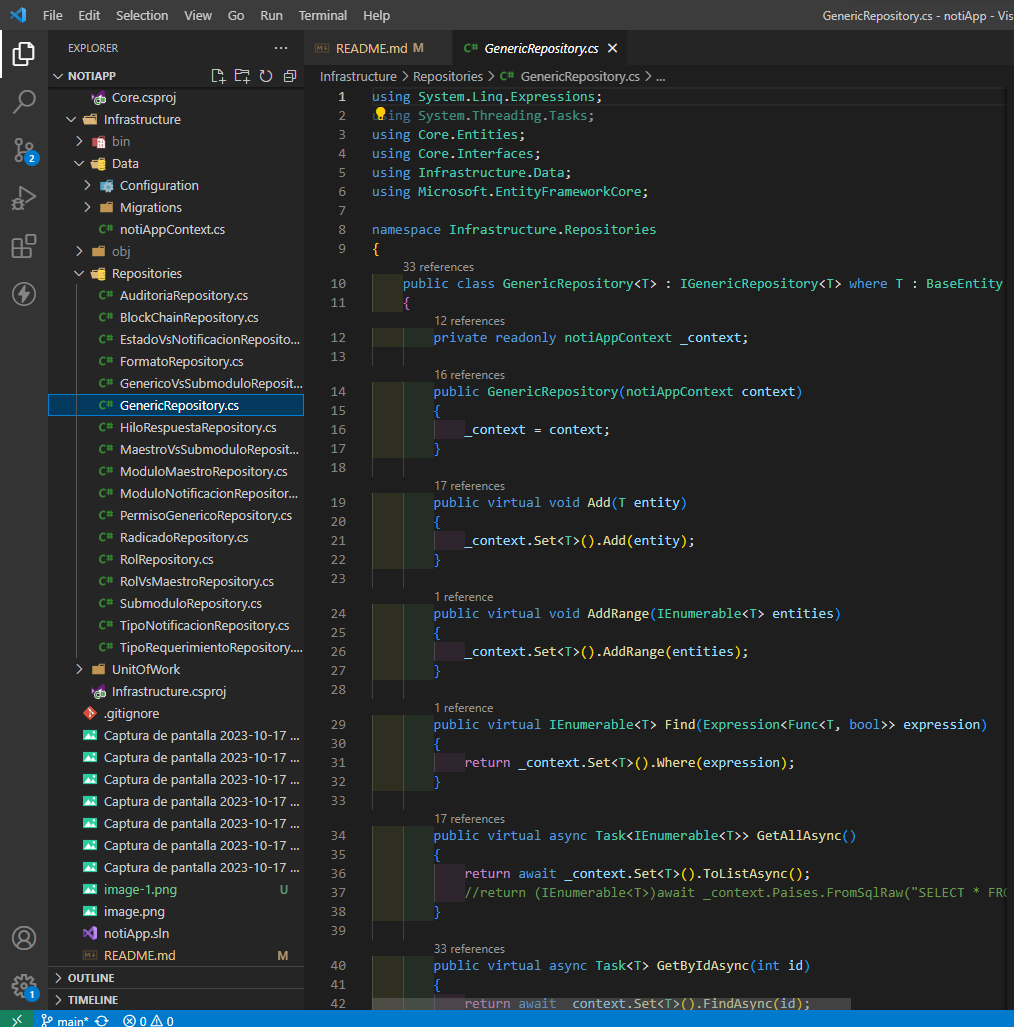 File Edit Selection View Go Run Terminal Help GenericRepository.cs - notiApp - Vis
EXPLORER ...
NOTIAPP
Core.csproj
Infrastructure
bin
Data
Configuration
Migrations
notiAppContext.cs
obj
Repositories
C# AuditoriaRepository.cs
C# BlockChainRepository.cs
C# EstadoVsNotificacionReposito...
C# FormatoRepository.cs
C# GenericoVsSubmoduloReposit...
C# GenericRepository.cs
C# HiloRespuestaRepository.cs
C# MaestroVsSubmoduloReposit...
C# ModuloMaestroRepository.cs
C# ModuloNotificacionRepositor...
C# PermisoGenericoRepository.cs
C# RadicadoRepository.cs
C# RolRepository.cs
C# RolVsMaestroRepository.cs
C# SubmoduloRepository.cs
C# TipoNotificacionRepository.cs
C# TipoRequerimientoRepository....
UnitOfWork
Infrastructure.csproj
.gitignore
Captura de pantalla 2023-10-17 ...
Captura de pantalla 2023-10-17 ...
Captura de pantalla 2023-10-17 ...
Captura de pantalla 2023-10-17 ...
Captura de pantalla 2023-10-17 ...
Captura de pantalla 2023-10-17 ...
Captura de pantalla 2023-10-17 ...
image-1.png U
image.png
notiApp.sln
README.md M
OUTLINE
TIMELINE
2
1
README.md M
C# GenericRepository.cs
Infrastructure > Repositories > C# GenericRepository.cs > ...
1 using System.Linq.Expressions;
2 using System.Threading.Tasks;
3 using Core.Entities;
4 using Core.Interfaces;
5 using Infrastructure.Data;
6 using Microsoft.EntityFrameworkCore;
7
8 namespace Infrastructure.Repositories
9 {
33 references
10 public class GenericRepository<T> : IGenericRepository<T> where T : BaseEntity
11 {
12 references
12 private readonly notiAppContext _context;
13
16 references
14 public GenericRepository(notiAppContext context)
15 {
16 _context = context;
17 }
18
17 references
19 public virtual void Add(T entity)
20 {
21 _context.Set<T>().Add(entity);
22 }
23
1 reference
24 public virtual void AddRange(IEnumerable<T> entities)
25 {
26 _context.Set<T>().AddRange(entities);
27 }
28
1 reference
29 public virtual IEnumerable<T> Find(Expression<Func<T, bool>> expression)
30 {
31 return _context.Set<T>().Where(expression);
32 }
33
17 references
34 public virtual async Task<IEnumerable<T>> GetAllAsync()
35 {
36 return await _context.Set<T>().ToListAsync();
37 //return (IEnumerable<T>)await _context.Paises.FromSqlRaw("SELECT * FRO
38 }
39
33 references
40 public virtual async Task<T> GetByIdAsync(int id)
41 {
42 return await _context.Set<T>().FindAsync(id);
main* 0 0